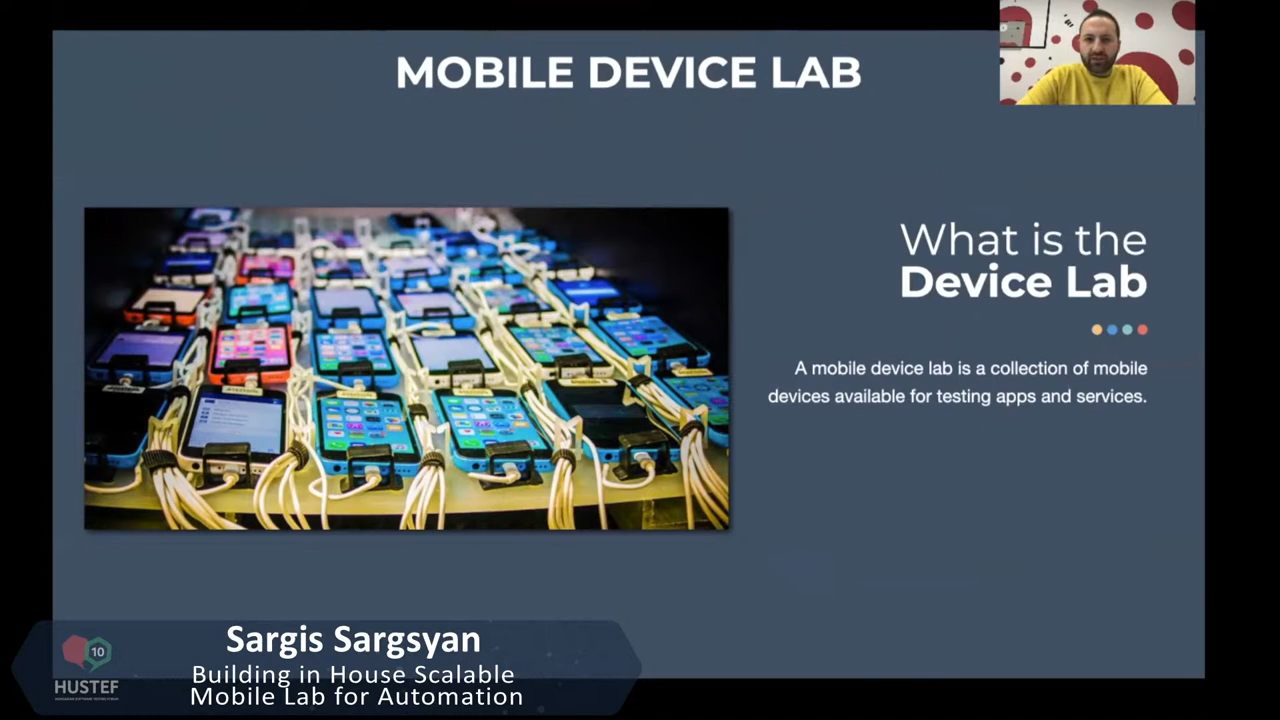 MOBILE DEVICE LAB
What is the
Device Lab
A mobile device lab is a collection of mobile
devices available for testing apps and services.
Sargis Sargsyan
Building in House Scalable
Mobile Lab for Automation
10
HUSTEF